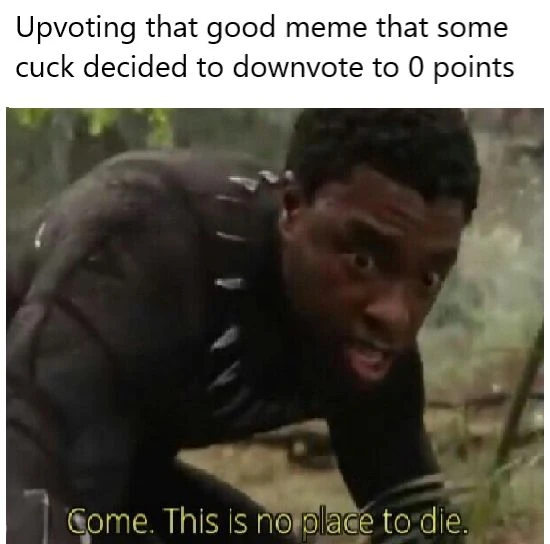 Upvoting that good meme that some
cuck decided to downvote to 0 points
Come. This is no place to die.